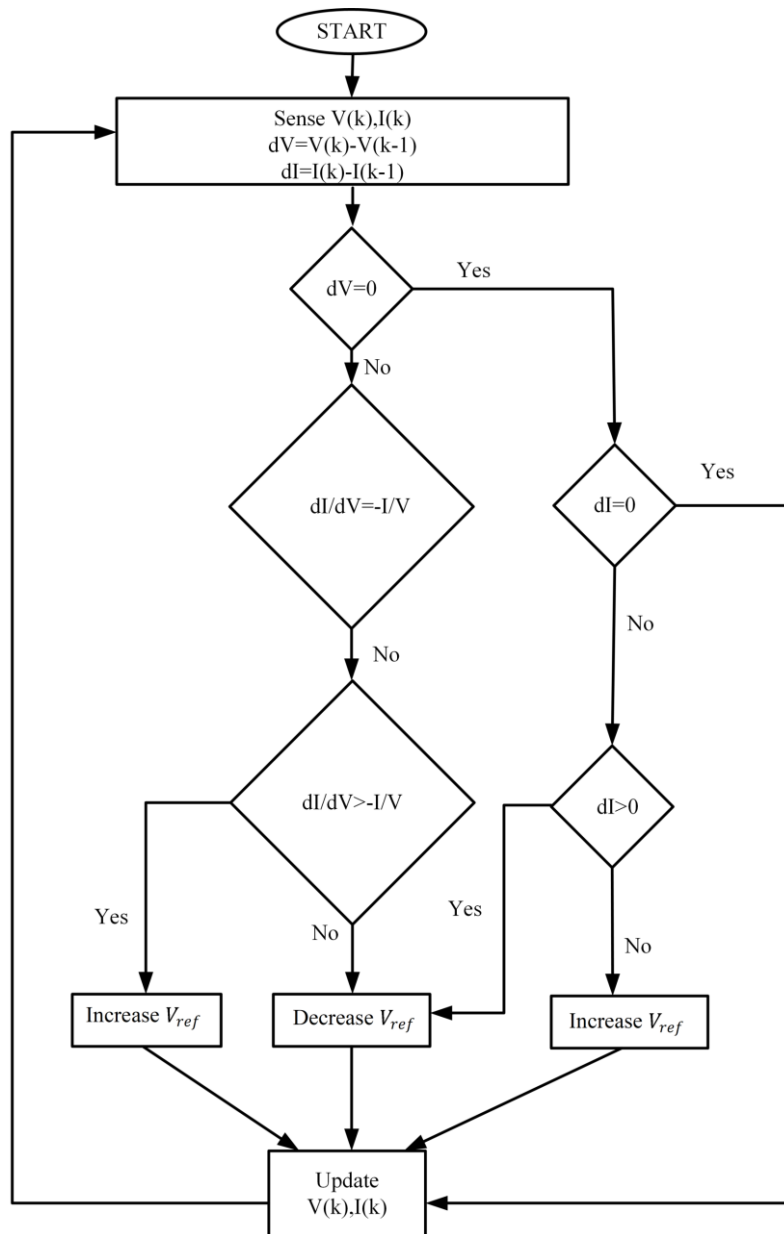 START
Sense V(k),I(k)
dV=V(k)-V(k-1)
dI=I(k)-I(k-1)
dV=0
Yes
No
dI/dV=-I/V
dI=0
Yes
No
No
dI/dV>-I/V
dI>0
Yes
No
Yes
No
Increase V_ref
Decrease V_ref
Increase V_ref
Update
V(k),I(k)